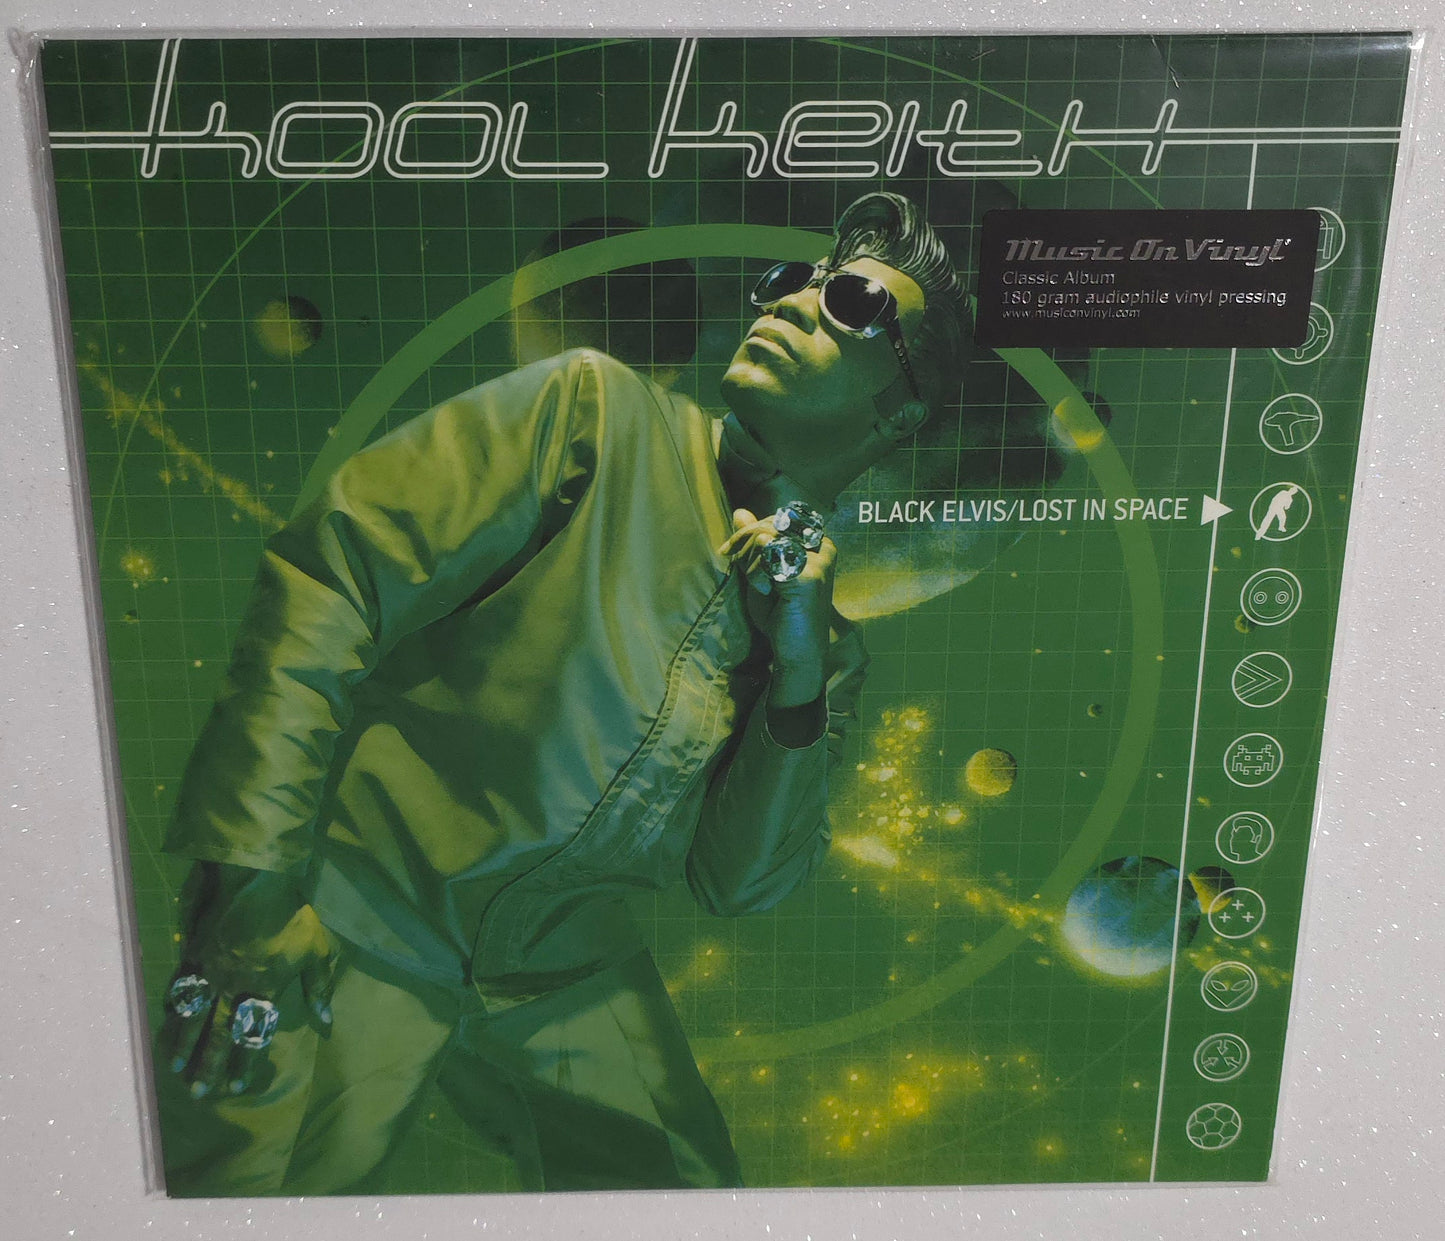 Kool Keith
Music On Vinyl
Classic Album
180 gram audiophile vinyl pressing
www.musiconvinyl.com
BLACK ELVIS/LOST IN SPACE